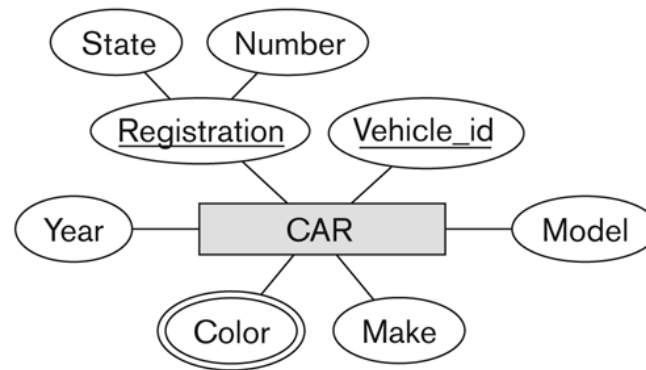 State
Number
Registration
Vehicle_id
Year
CAR
Model
Color
Make